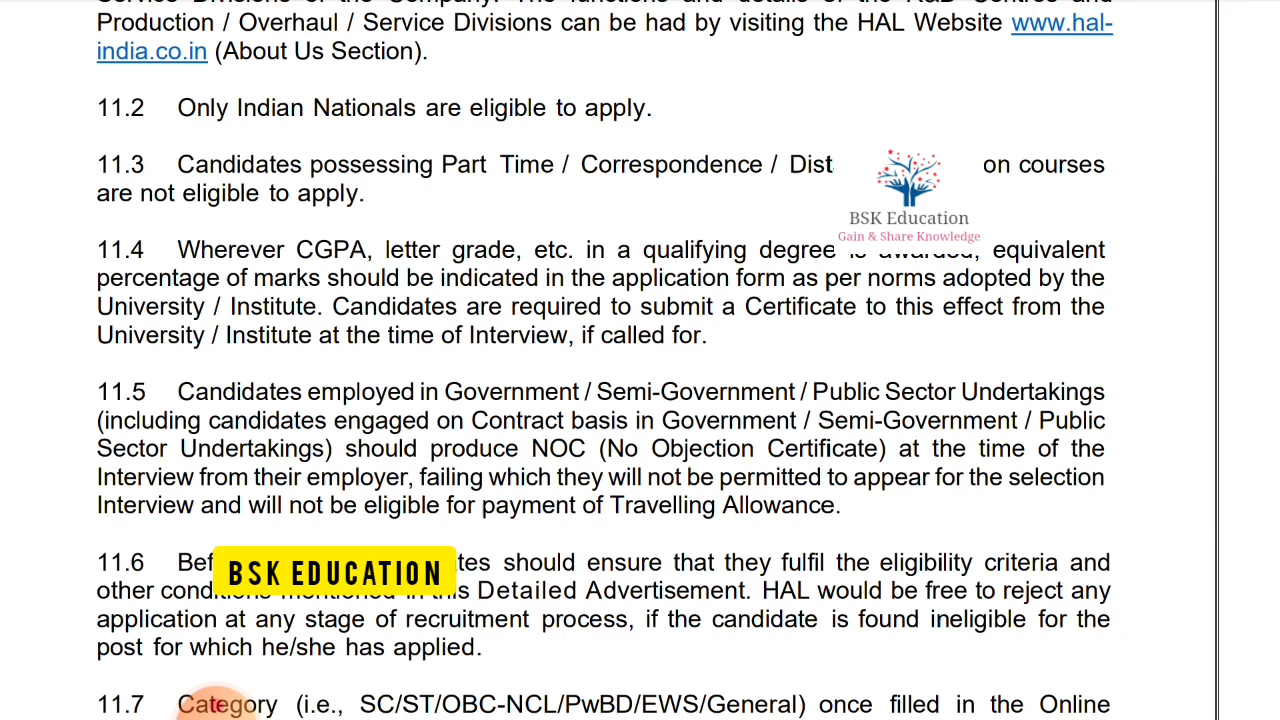 Service Divisions of the Company. The functions and details of the R&D Centres and
Production / Overhaul / Service Divisions can be had by visiting the HAL Website www.hal-
india.co.in (About Us Section).
11.2 Only Indian Nationals are eligible to apply.
11.3 Candidates possessing Part Time / Correspondence / Dist on courses
are not eligible to apply.
BSK Education
Gain & Share Knowledge
11.4 Wherever CGPA, letter grade, etc. in a qualifying degree is awarded, equivalent
percentage of marks should be indicated in the application form as per norms adopted by the
University / Institute. Candidates are required to submit a Certificate to this effect from the
University / Institute at the time of Interview, if called for.
11.5 Candidates employed in Government / Semi-Government / Public Sector Undertakings
(including candidates engaged on Contract basis in Government / Semi-Government / Public
Sector Undertakings) should produce NOC (No Objection Certificate) at the time of the
Interview from their employer, failing which they will not be permitted to appear for the selection
Interview and will not be eligible for payment of Travelling Allowance.
11.6 Bef tes should ensure that they fulfil the eligibility criteria and
BSK EDUCATION
other conditions mentioned in this Detailed Advertisement. HAL would be free to reject any
application at any stage of recruitment process, if the candidate is found ineligible for the
post for which he/she has applied.
11.7 Category (i.e., SC/ST/OBC-NCL/PwBD/EWS/General) once filled in the Online